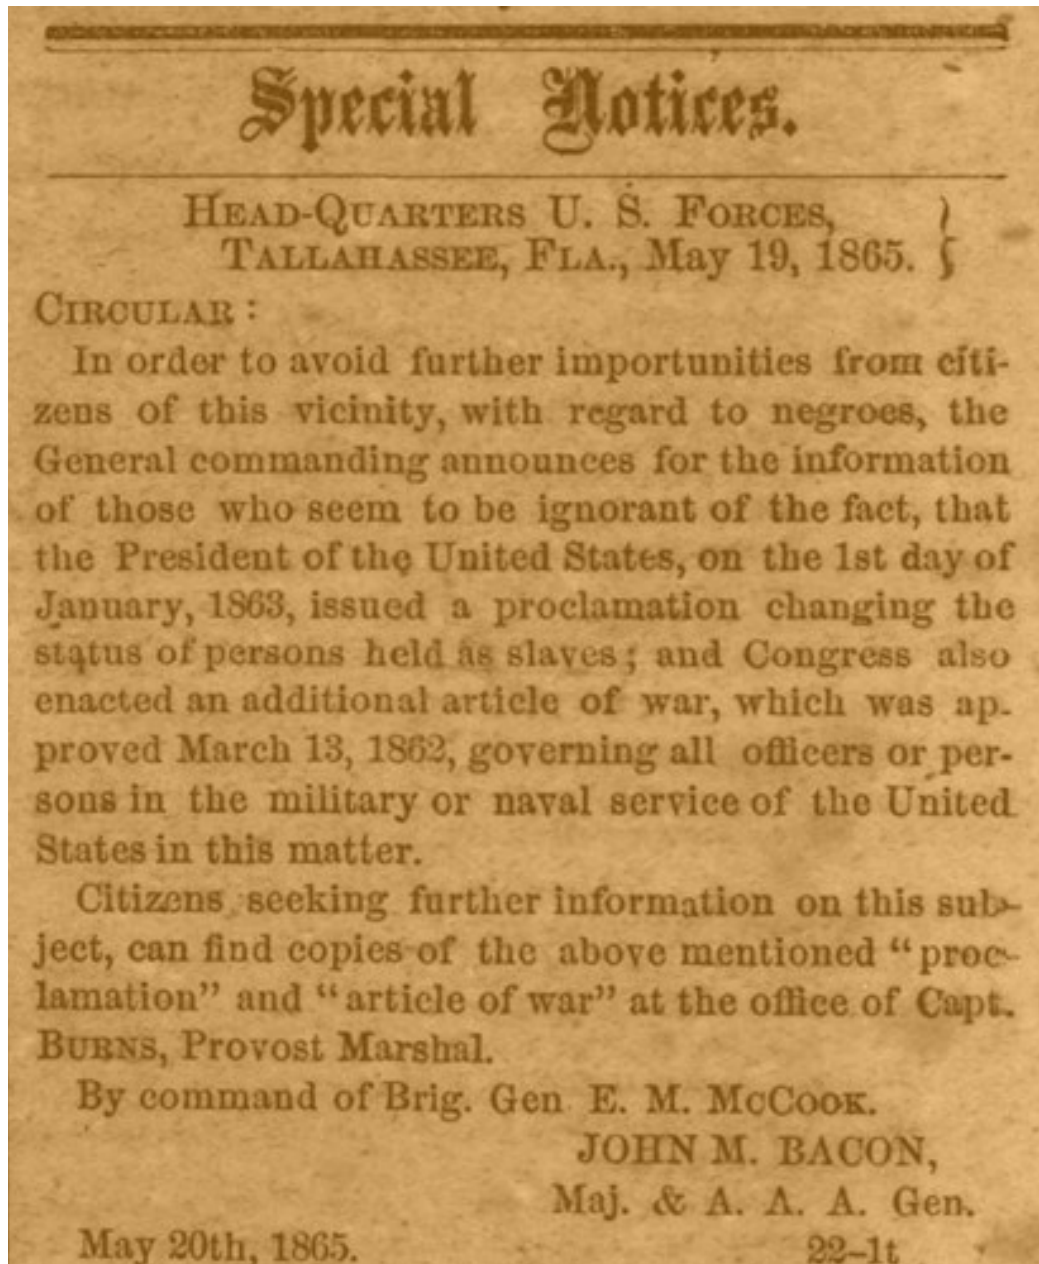 Special Notices.
HEAD-QUARTERS U. S. FORCES,
TALLAHASSEE, FLA., May 19, 1865.
CIRCULAR :
In order to avoid further importunities from citi-
zens of this vicinity, with regard to negroes, the
General commanding announces for the information
of those who seem to be ignorant of the fact, that
the President of the United States, on the 1st day of
January, 1863, issued a proclamation changing the
status of persons held as slaves; and Congress also
enacted an additional article of war, which was ap-
proved March 13, 1862, governing all officers or per-
sons in the military or naval service of the United
States in this matter.
Citizens seeking further information on this sub-
ject, can find copies of the above mentioned “proc-
lamation” and “article of war” at the office of Capt.
BURNS, Provost Marshal.
By command of Brig. Gen E. M. MCCOOK.
JOHN M. BACON,
Maj. & A. A. A. Gen.
May 20th, 1865. 22-1t